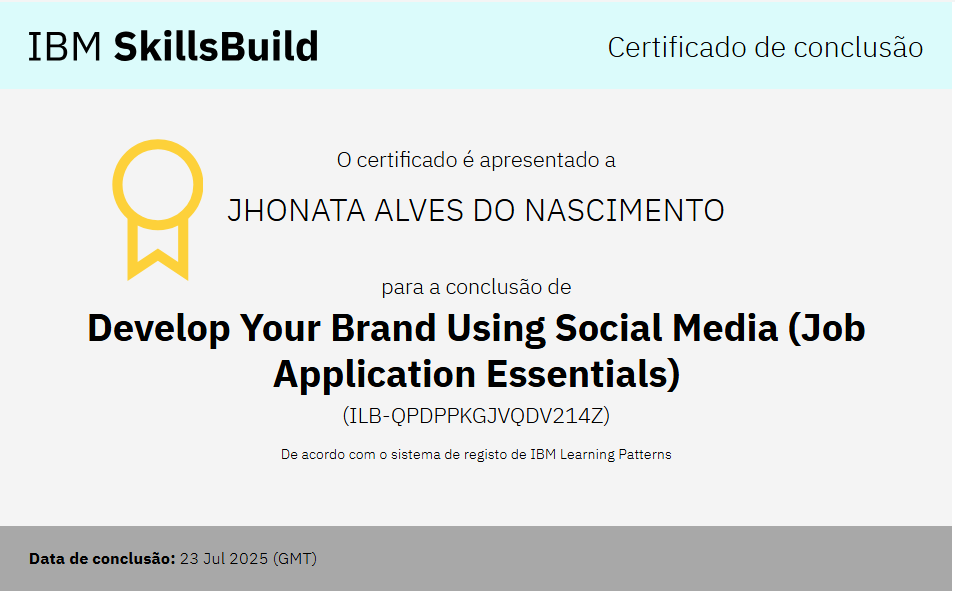 IBM SkillsBuild
Certificado de conclusão
O certificado é apresentado a
JHONATA ALVES DO NASCIMENTO
para a conclusão de
Develop Your Brand Using Social Media (Job
Application Essentials)
(ILB-QPDPPKGJVQDV214Z)
De acordo com o sistema de registo de IBM Learning Patterns
Data de conclusão: 23 Jul 2025 (GMT)